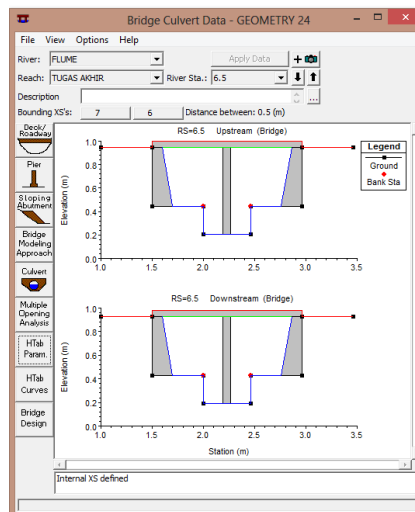 Bridge Culvert Data - GEOMETRY 24
File View Options Help
River: FLUME Apply Data
Reach: TUGAS AKHIR River Sta.: 6.5
Description ...
Bounding XS's: 7 6 Distance between: 0.5 (m)
Deck/
Roadway
Pier
Sloping
Abutment
Bridge
Modeling
Approach
Culvert
Multiple
Opening
Analysis
HTab
Param.
HTab
Curves
Bridge
Design
RS=6.5 Upstream (Bridge)
Elevation (m)
1.0
0.8
0.6
0.4
0.2
0.0
1.0 1.5 2.0 2.5 3.0 3.5
Legend
Ground
Bank Sta
RS=6.5 Downstream (Bridge)
Elevation (m)
1.0
0.8
0.6
0.4
0.2
0.0
1.0 1.5 2.0 2.5 3.0 3.5
Station (m)
Internal XS defined